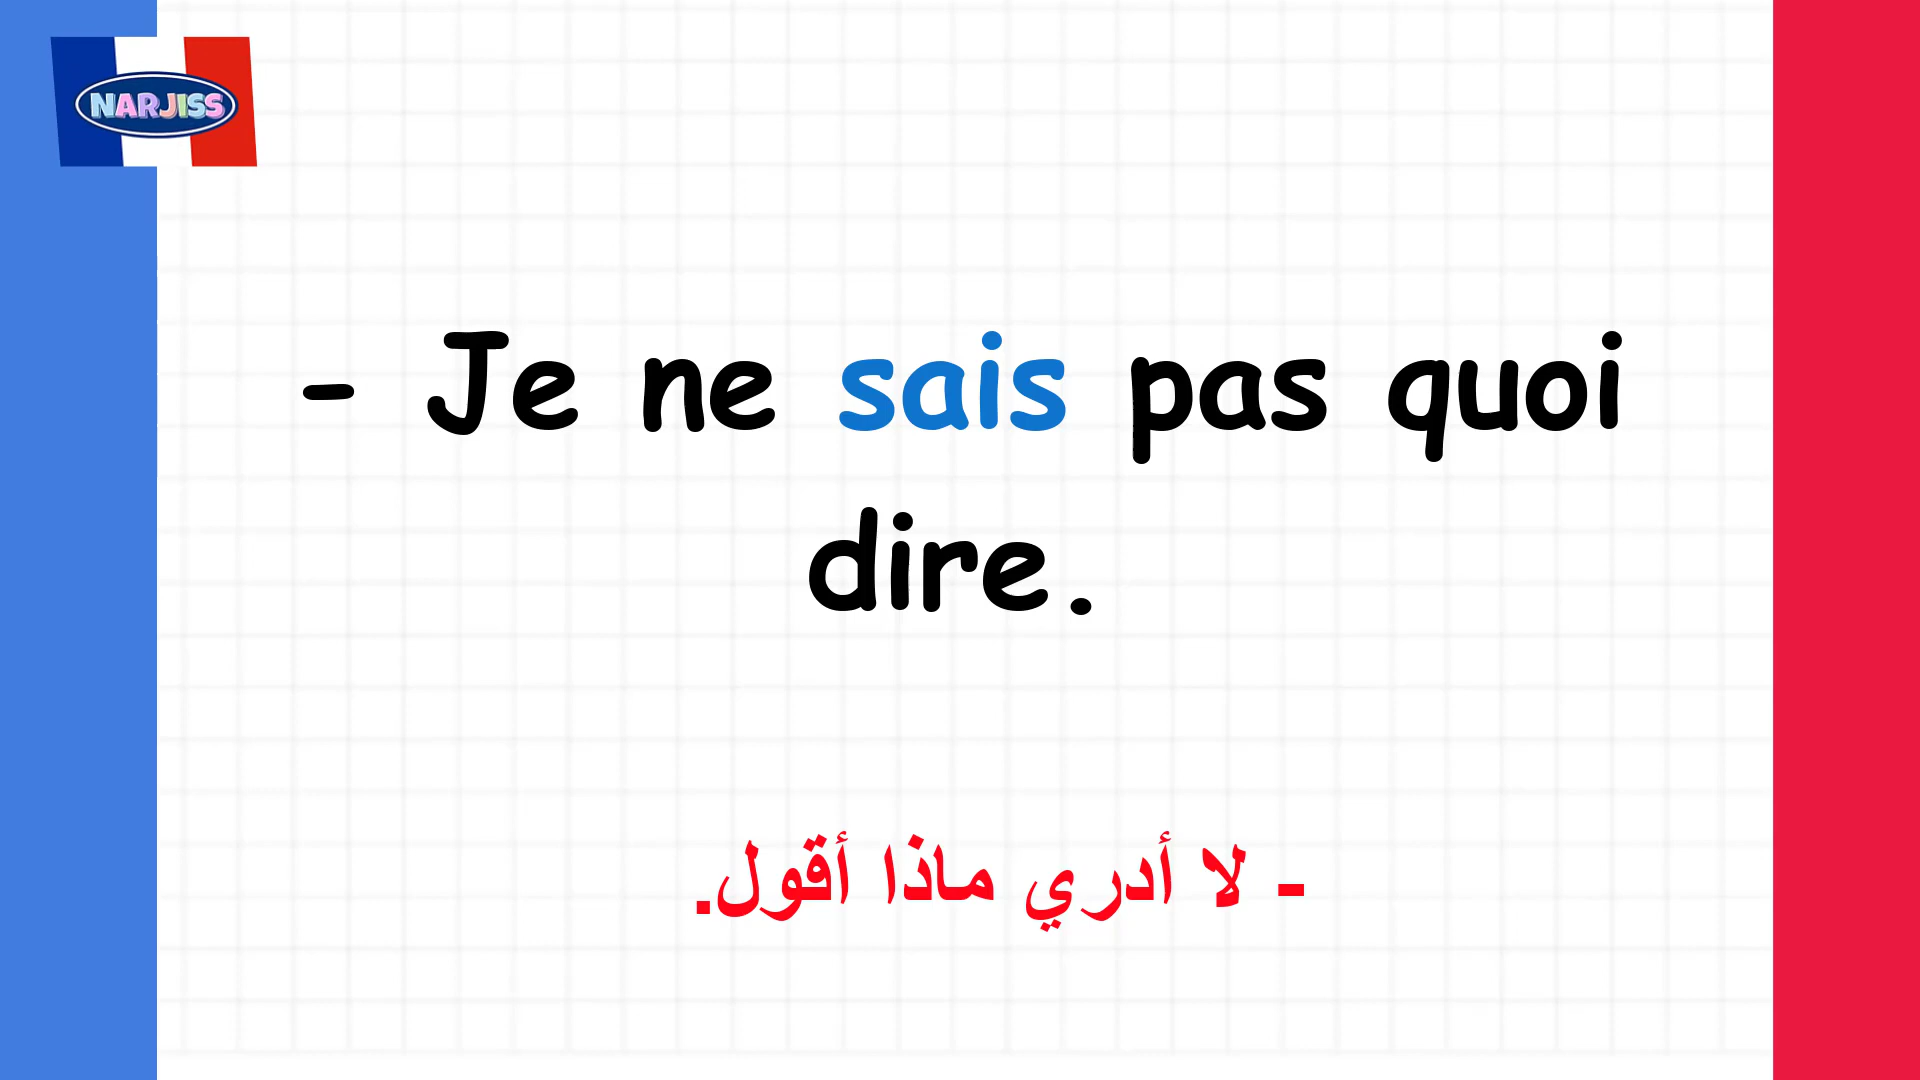 NARJISS
- Je ne sais pas quoi
dire.
- لا أدري ماذا أقول.